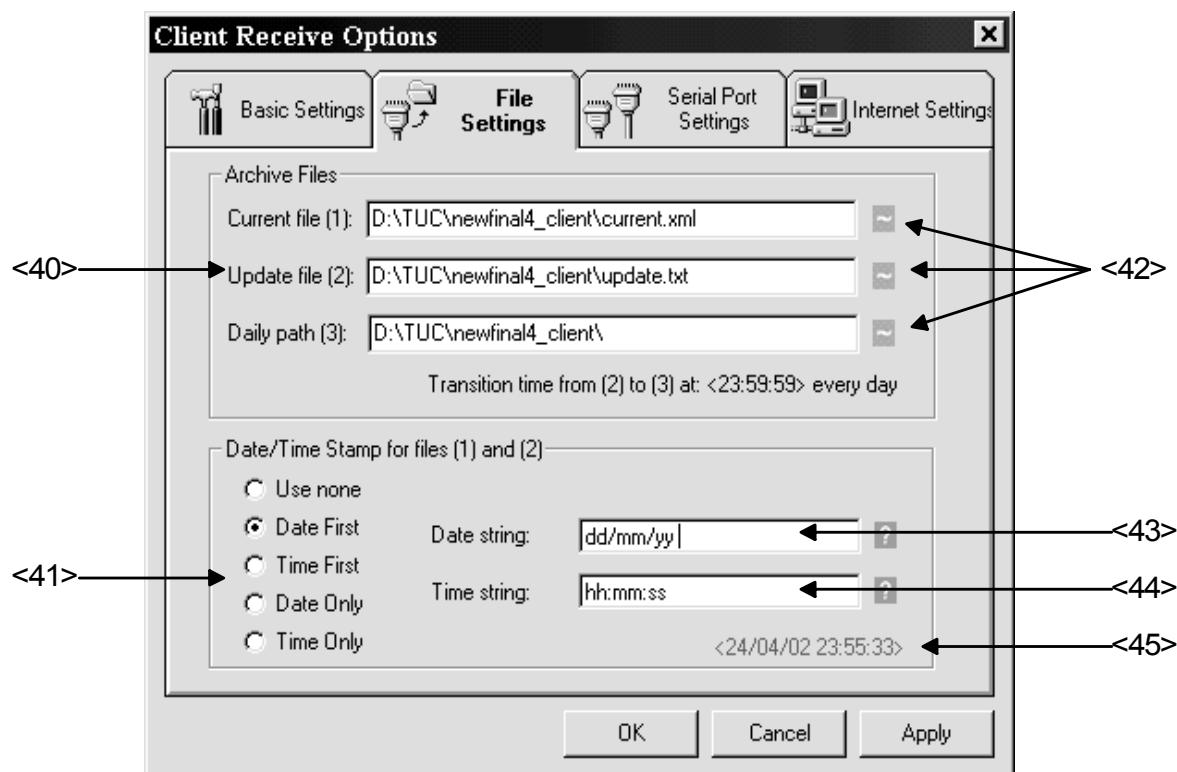 Client Receive Options
Basic Settings
File Settings
Serial Port Settings
Internet Settings
Archive Files
Current file (1): D:\TUC\newfinal4_client\current.xml ~
<40> Update file (2): D:\TUC\newfinal4_client\update.txt ~ <42>
Daily path (3): D:\TUC\newfinal4_client\ ~
Transition time from (2) to (3) at: <23:59:59> every day
Date/Time Stamp for files (1) and (2)
Use none
Date First
Date string: dd/mm/yy ? <43>
<41>
Time First
Time string: hh:mm:ss ? <44>
Date Only
Time Only
<24/04/02 23:55:33> <45>
OK Cancel Apply